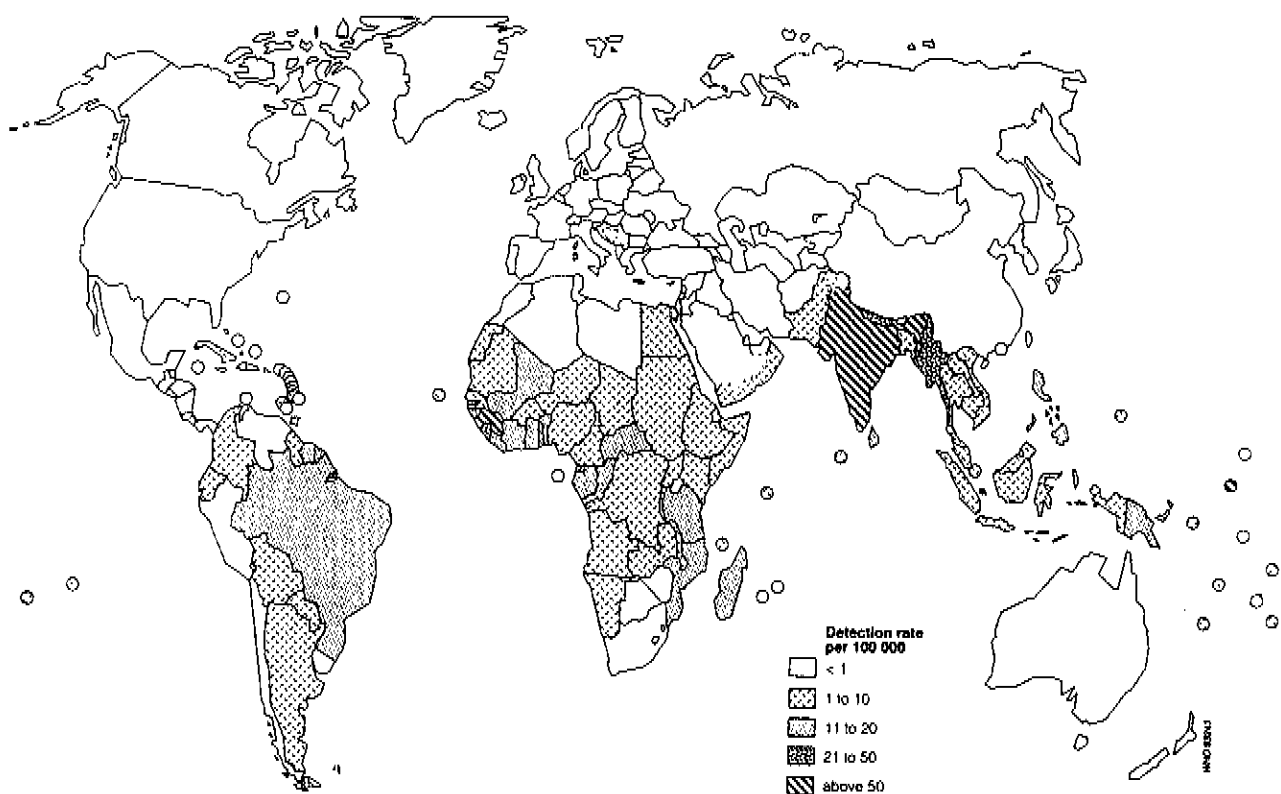 Detection rate
per 100 000
< 1
1 to 10
11 to 20
21 to 50
above 50